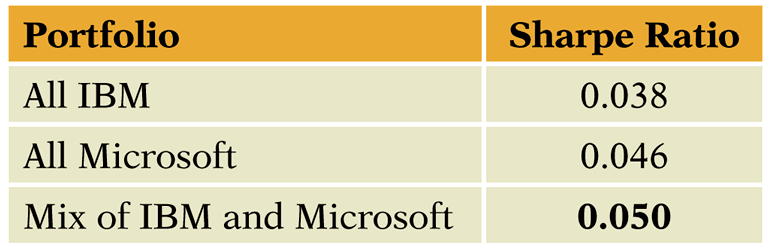 Portfolio Sharpe Ratio
All IBM 0.038
All Microsoft 0.046
Mix of IBM and Microsoft 0.050